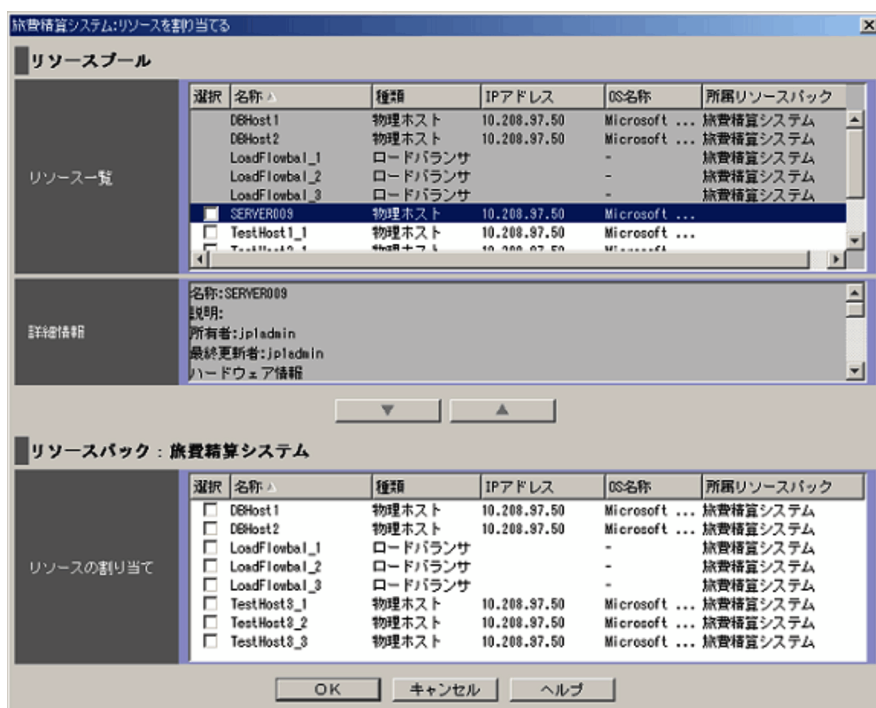 旅費精算システム:リソースを割り当てる
リソースプール
選択 名称 種類 IPアドレス OS名称 所属リソースパック
リソース一覧
DBHost1 物理ホスト 10.208.97.50 Microsoft ... 旅費精算システム
DBHost2 物理ホスト 10.208.97.50 Microsoft ... 旅費精算システム
LoadFlowbal_1 ロードバランサ - 旅費精算システム
LoadFlowbal_2 ロードバランサ - 旅費精算システム
LoadFlowbal_3 ロードバランサ - 旅費精算システム
SERVER009 物理ホスト 10.208.97.50 Microsoft ...
TestHost1_1 物理ホスト 10.208.97.50 Microsoft ...
詳細情報
名称:SERVER009
説明:
所有者:jp1admin
最終更新者:jp1admin
ハードウェア情報
リソースパック : 旅費精算システム
選択 名称 種類 IPアドレス OS名称 所属リソースパック
リソースの割り当て
DBHost1 物理ホスト 10.208.97.50 Microsoft ... 旅費精算システム
DBHost2 物理ホスト 10.208.97.50 Microsoft ... 旅費精算システム
LoadFlowbal_1 ロードバランサ - 旅費精算システム
LoadFlowbal_2 ロードバランサ - 旅費精算システム
LoadFlowbal_3 ロードバランサ - 旅費精算システム
TestHost3_1 物理ホスト 10.208.97.50 Microsoft ... 旅費精算システム
TestHost3_2 物理ホスト 10.208.97.50 Microsoft ... 旅費精算システム
TestHost3_3 物理ホスト 10.208.97.50 Microsoft ... 旅費精算システム
OK キャンセル ヘルプ